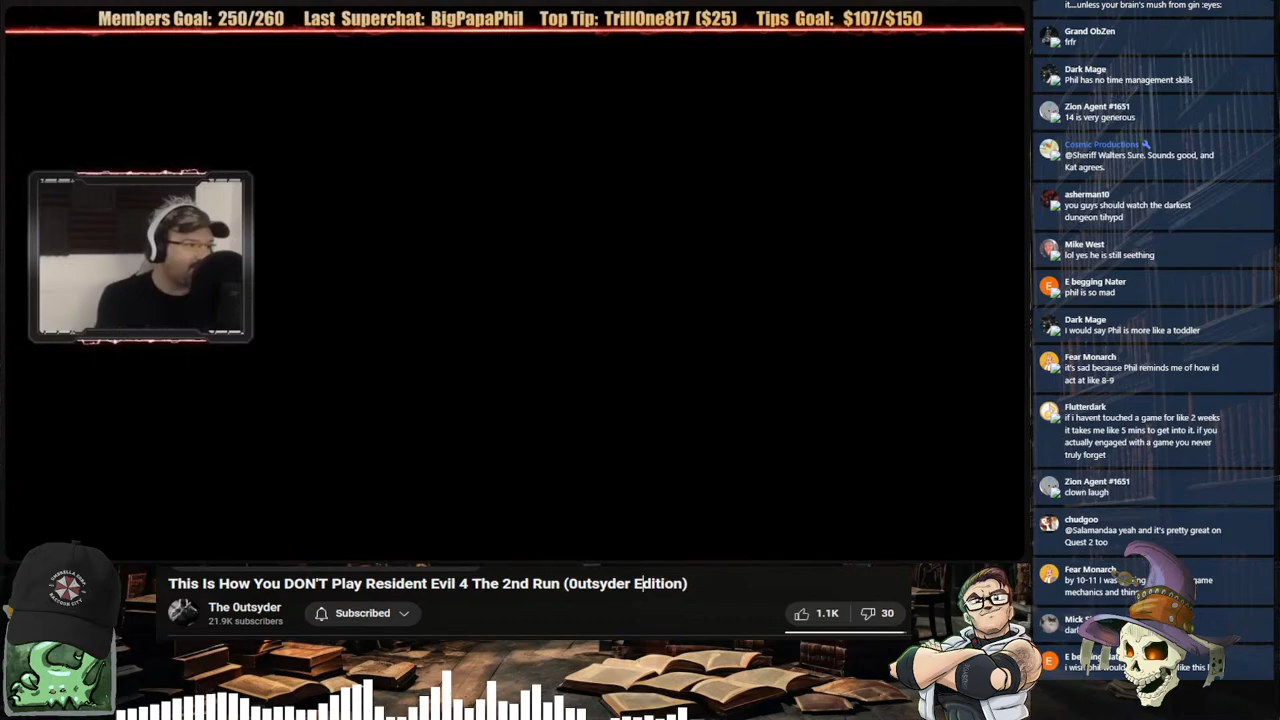 Members Goal: 250/260 Last Superchat: BigPapaPhil Top Tip: TrillOne817 ($25) Tips Goal: $107/$150
it....unless your brain's mush from gin :eyes:
Grand ObZen
frfr
Dark Mage
Phil has no time management skills
Zion Agent #1651
14 is very generous
Cosmic Productions
@Sheriff Walters Sure. Sounds good, and
Kat agrees.
asherman10
you guys should watch the darkest
dungeon tihypd
Mike West
lol yes he is still seething
E begging Nater
phil is so mad
Dark Mage
I would say Phil is more like a toddler
Fear Monarch
it's sad because Phil reminds me of how id
act at like 8-9
Flutterdark
if i havent touched a game for like 2 weeks
it takes me like 5 mins to get into it. if you
actually engaged with a game you never
truly forget
Zion Agent #1651
clown laugh
chudgoo
@Salamandaa yeah and it's pretty great on
Quest 2 too
Fear Monarch
by 10-11 I was game
mechanics and
Mick
E
like this
This Is How You DON'T Play Resident Evil 4 The 2nd Run (0utsyder Edition)
The 0utsyder
21.9K subscribers
Subscribed
1.1K
30
UMBRELLA CORP.
RACCOON CITY